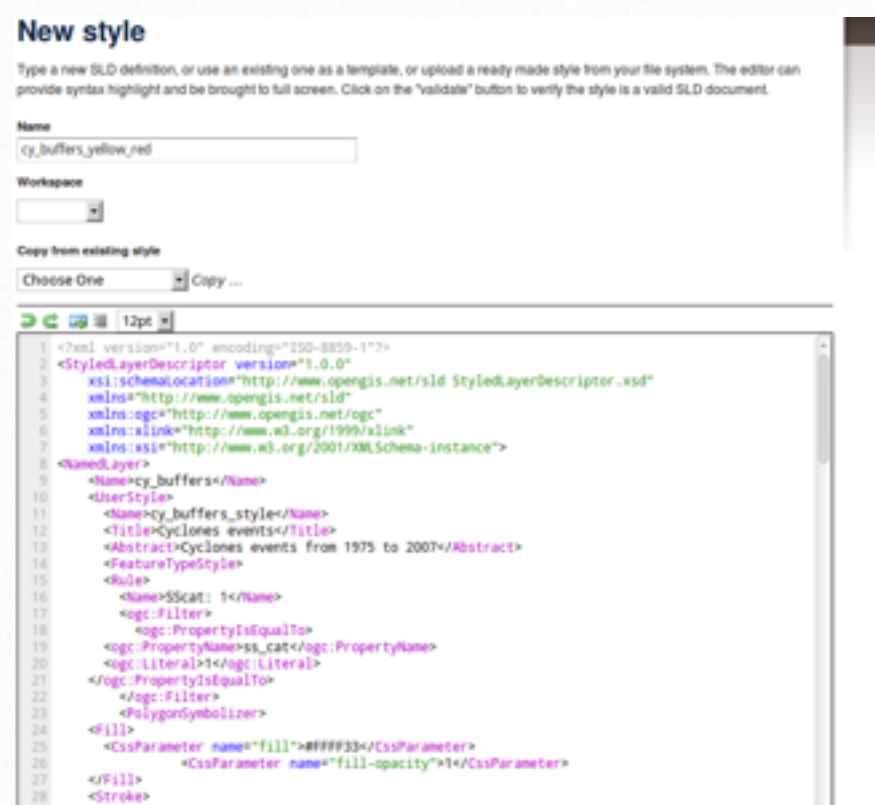 New style
Type a new SLD definition, or use an existing one as a template, or upload a ready made style from your file system. The editor can
provide syntax highlight and be brought to full screen. Click on the "validate" button to verify the style is a valid SLD document.
Name
cy_buffers_yellow_red
Workspace
Copy from existing style
Choose One Copy ...
12pt
1 <?xml version="1.0" encoding="ISO-8859-1"?>
2 <StyledLayerDescriptor version="1.0.0"
3 xsi:schemaLocation="http://www.opengis.net/sld StyledLayerDescriptor.xsd"
4 xmlns="http://www.opengis.net/sld"
5 xmlns:ogc="http://www.opengis.net/ogc"
6 xmlns:xlink="http://www.w3.org/1999/xlink"
7 xmlns:xsi="http://www.w3.org/2001/XMLSchema-instance">
8 <NamedLayer>
9 <Name>cy_buffers</Name>
10 <UserStyle>
11 <Name>cy_buffers_style</Name>
12 <Title>Cyclones events</Title>
13 <Abstract>Cyclones events from 1975 to 2007</Abstract>
14 <FeatureTypeStyle>
15 <Rule>
16 <Name>SScat: 1</Name>
17 <ogc:Filter>
18 <ogc:PropertyIsEqualTo>
19 <ogc:PropertyName>ss_cat</ogc:PropertyName>
20 <ogc:Literal>1</ogc:Literal>
21 </ogc:PropertyIsEqualTo>
22 </ogc:Filter>
23 <PolygonSymbolizer>
24 <Fill>
25 <CssParameter name="fill">#FFFF33</CssParameter>
26 <CssParameter name="fill-opacity">1</CssParameter>
27 </Fill>
28 <Stroke>